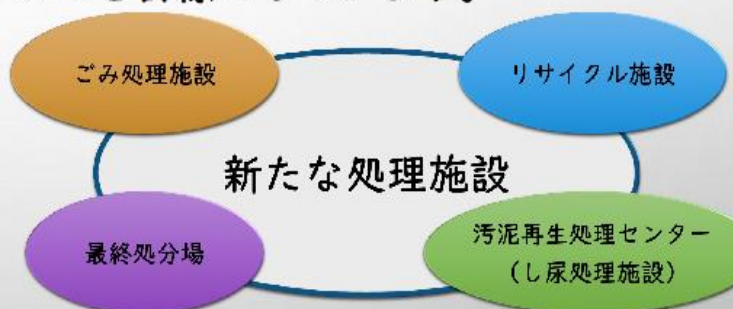 ごみ処理施設
リサイクル施設
新たな処理施設
最終処分場
汚泥再生処理センター
（し尿処理施設）